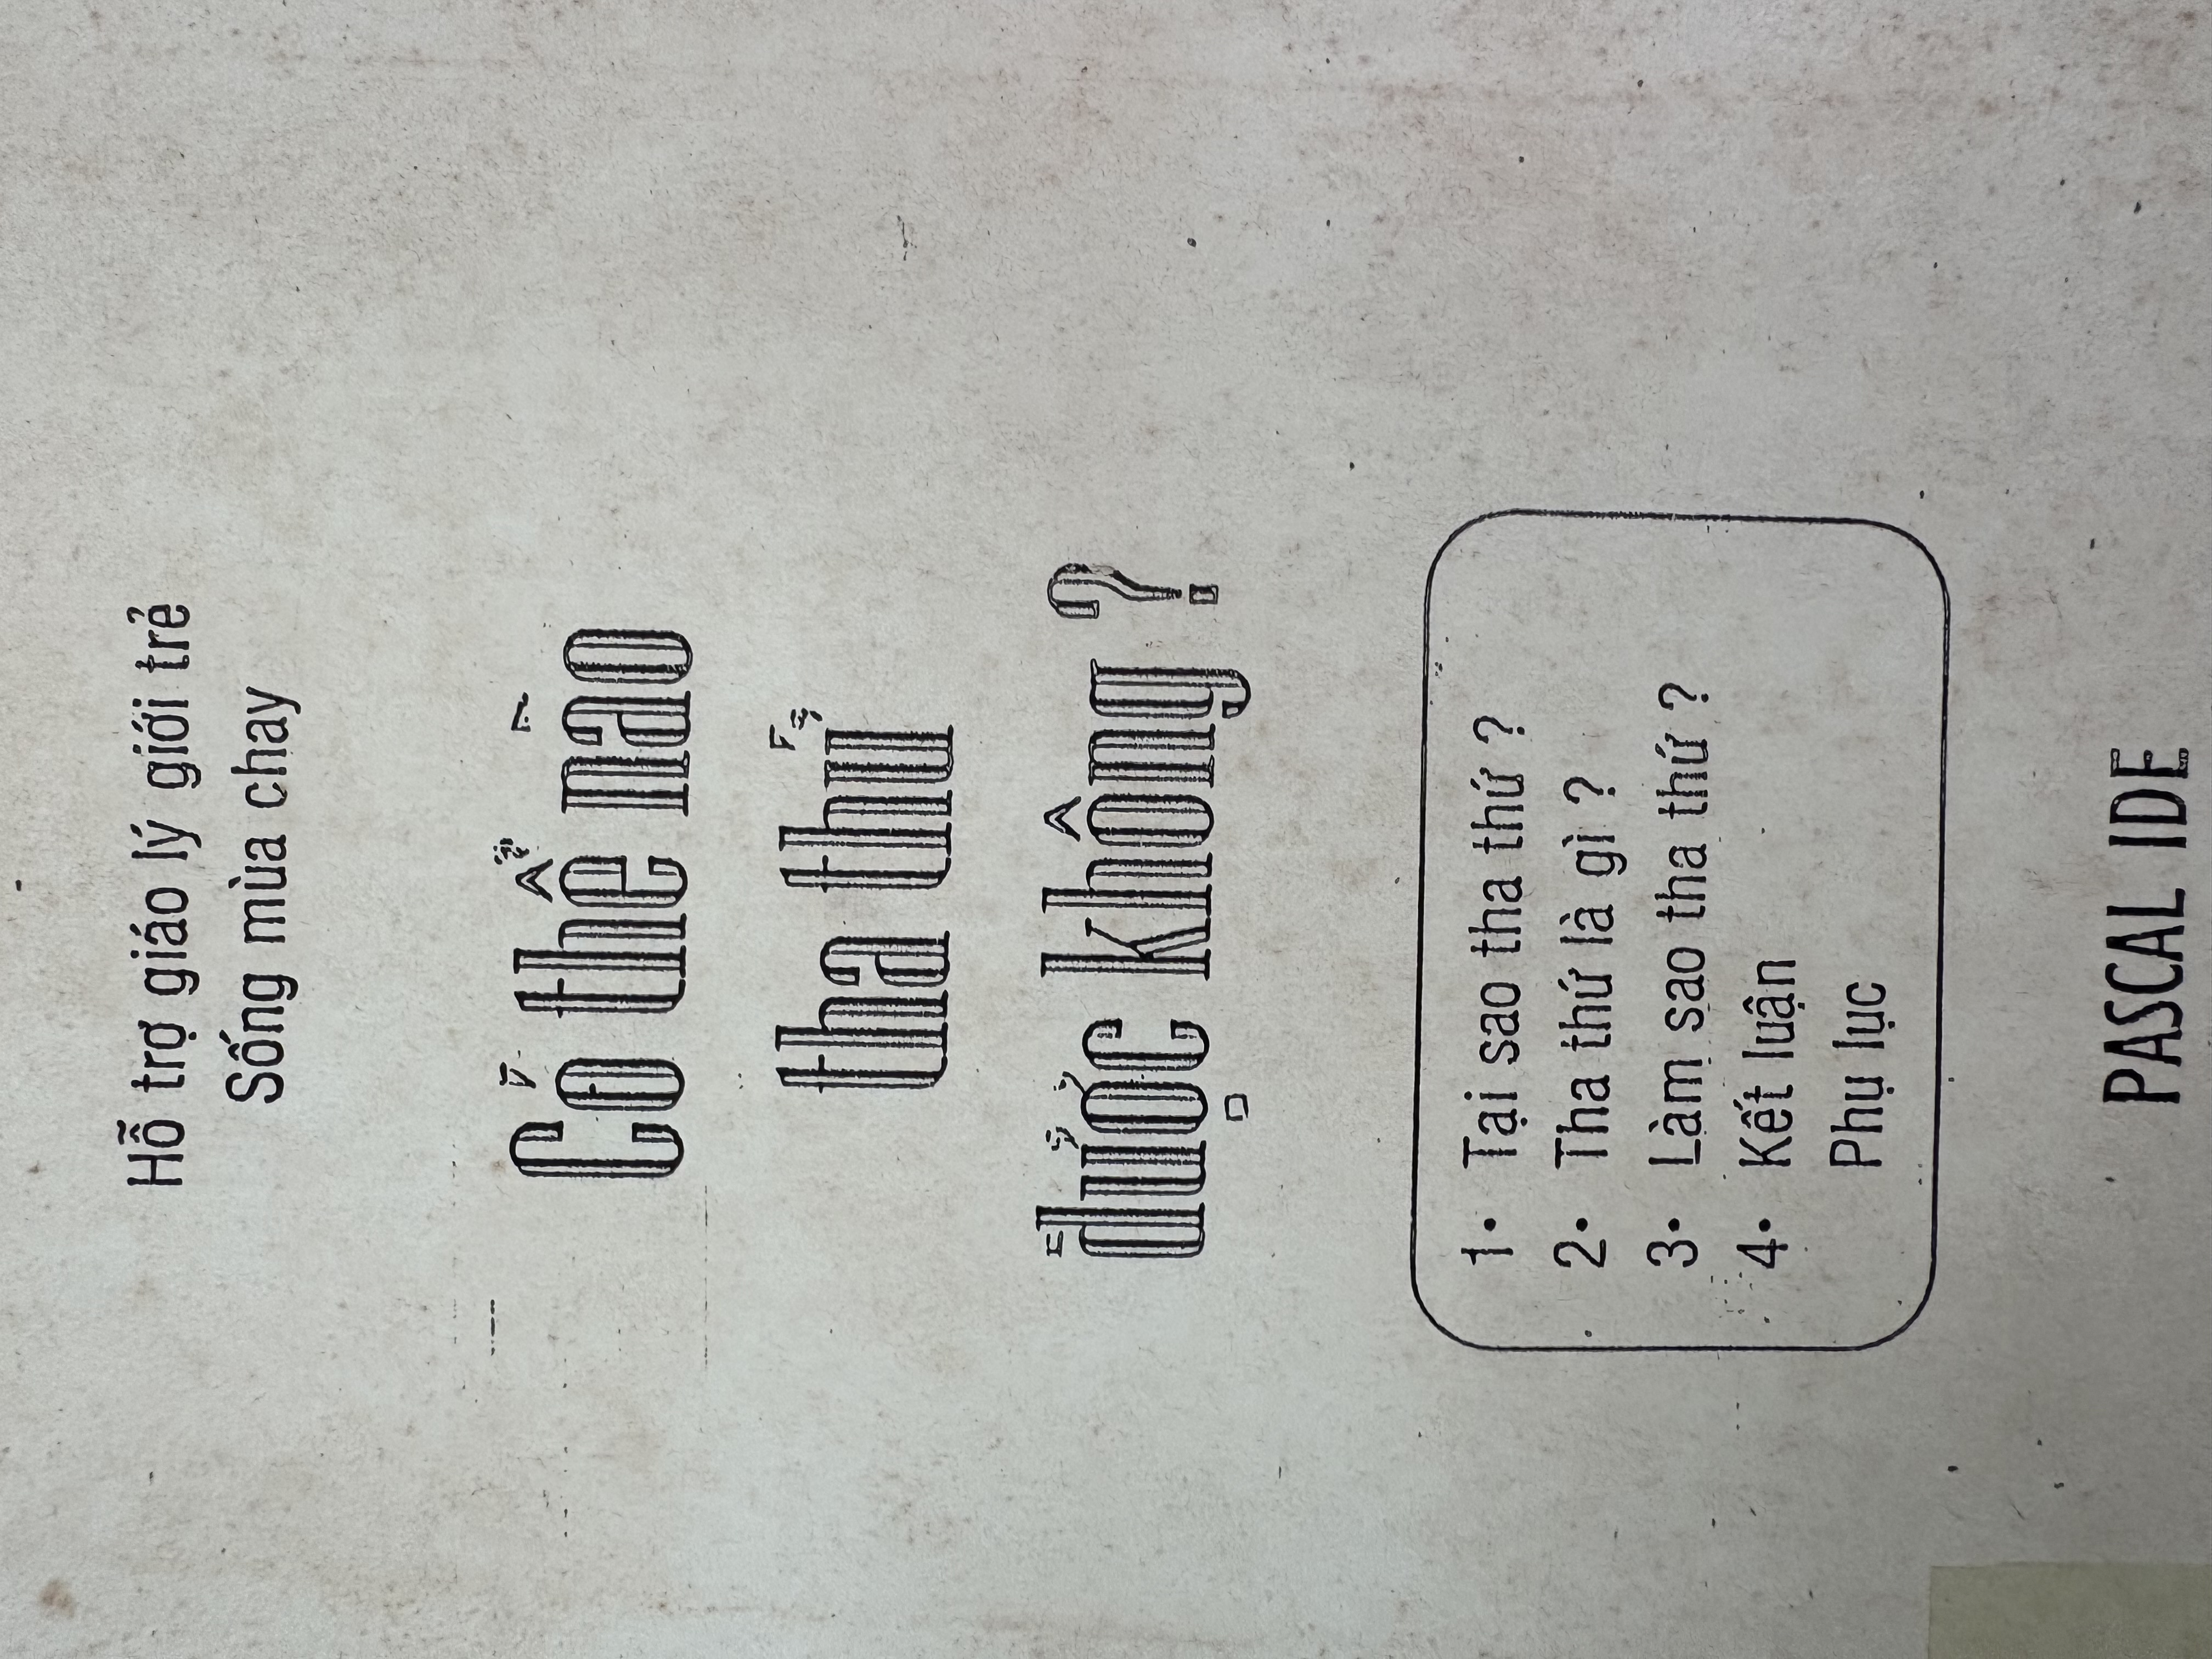 Hỗ trợ giáo lý giới trẻ
Sống mùa chay
Có thể nào
tha thứ
được không ?
1. Tại sao tha thứ ?
2. Tha thứ là gì ?
3. Làm sao tha thứ ?
4. Kết luận
Phụ lục
PASCAL IDE